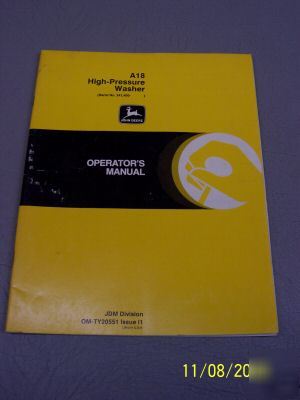 A18
High-Pressure
Washer
JOHN DEERE
OPERATOR'S
MANUAL
JDM Division
OM-TY20551 Issue I1
11/08/20